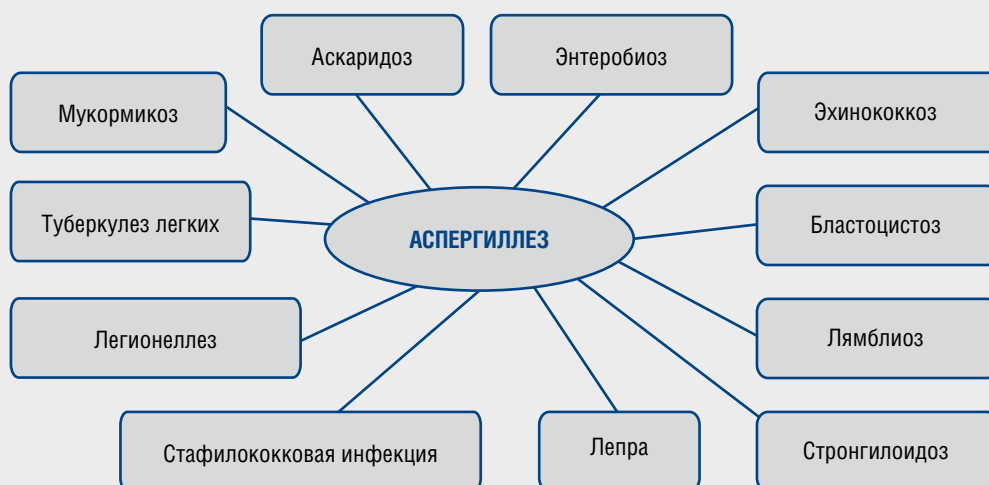 Аскаридоз
Энтеробиоз
Мукормикоз
Эхинококкоз
Туберкулез легких
АСПЕРГИЛЛЕЗ
Бластоцистоз
Легионеллез
Лямблиоз
Стафилококковая инфекция
Лепра
Стронгилоидоз